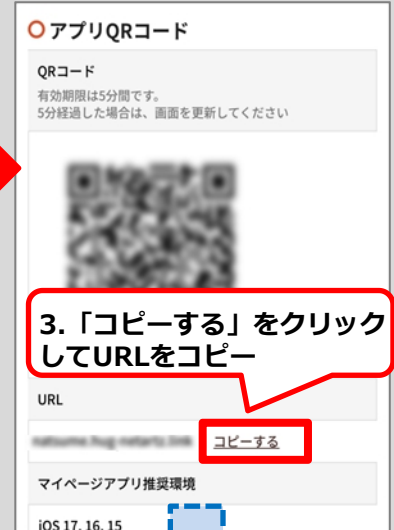 アプリQRコード
QRコード
有効期限は5分間です。
5分経過した場合は、画面を更新してください
3.「コピーする」をクリック
してURLをコピー
URL
コピーする
マイページアプリ推奨環境
iOS 17, 16, 15